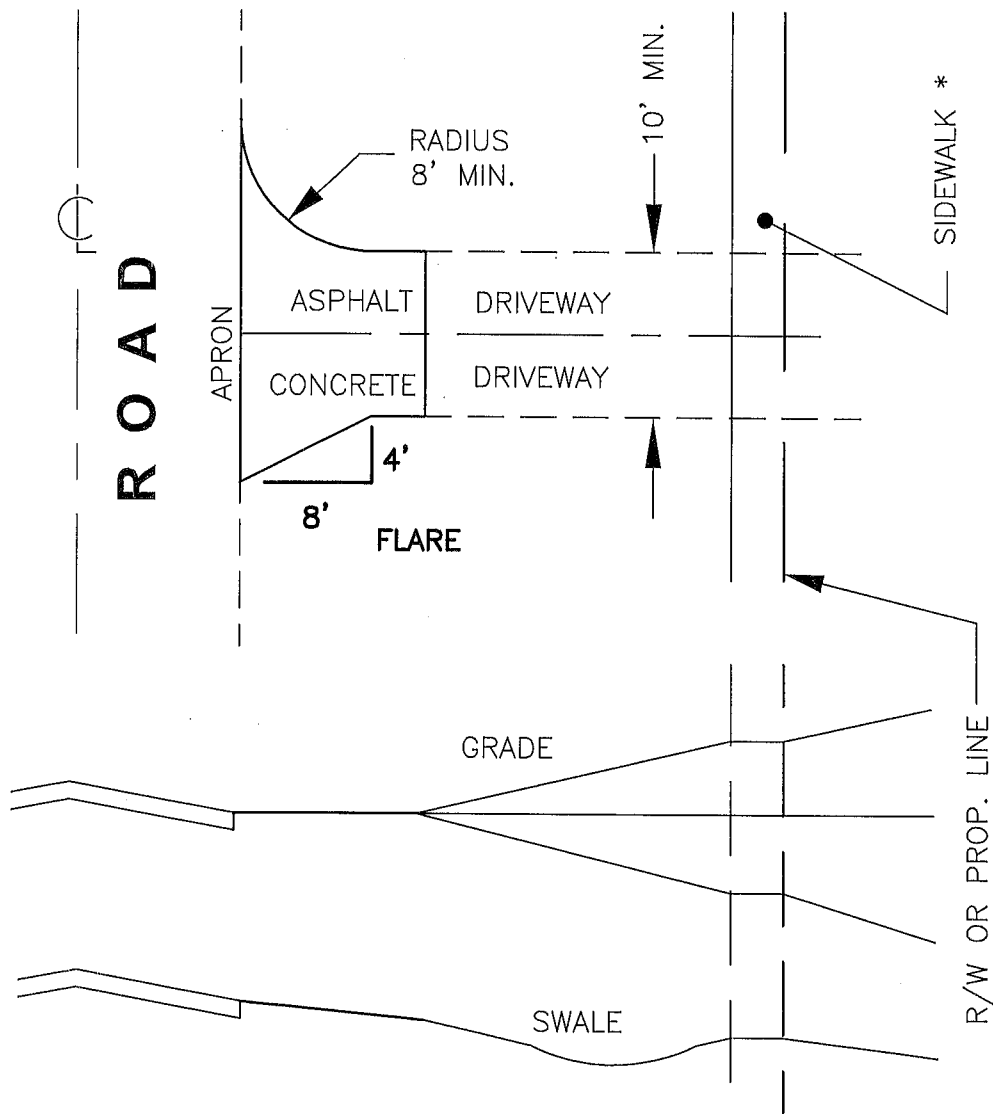 RADIUS
8' MIN.
10' MIN.
SIDEWALK *
CL
ROAD
APRON
ASPHALT
DRIVEWAY
CONCRETE
DRIVEWAY
4'
8'
FLARE
GRADE
R/W OR PROP. LINE
SWALE